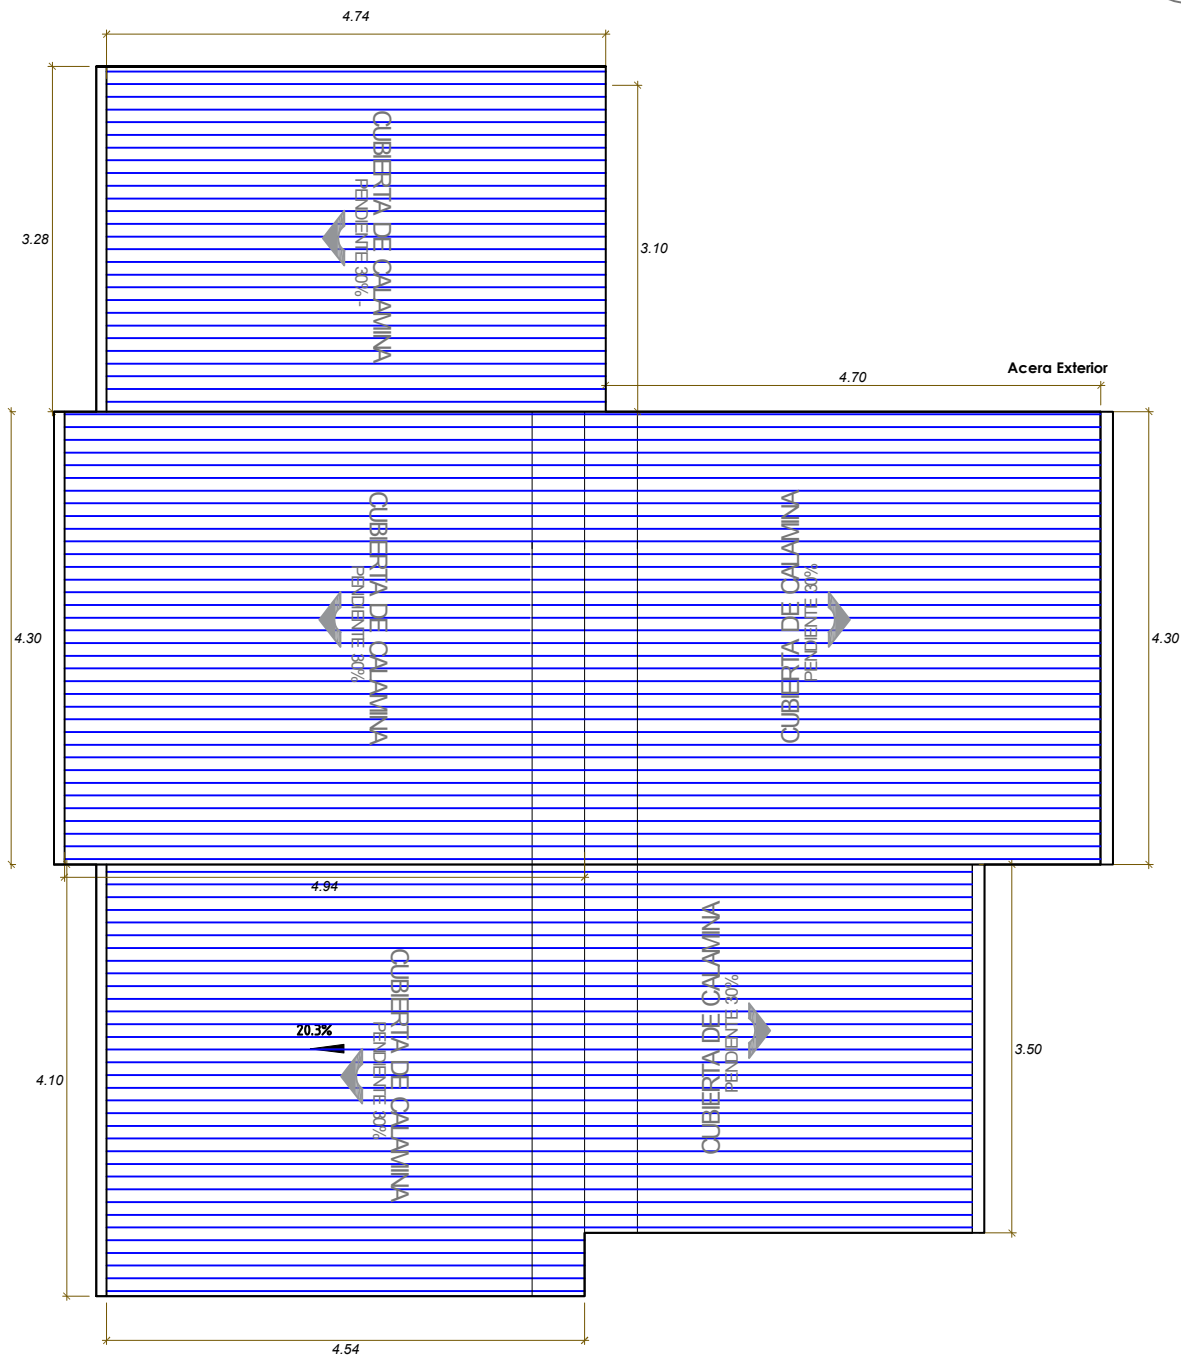 4.74
3.28
CUBIERTA DE CALAMINA
PENDIENTE 30% -
3.10
4.70
Acera Exterior
4.30
CUBIERTA DE CALAMINA
PENDIENTE 30%
CUBIERTA DE CALAMINA
PENDIENTE 30%
4.30
4.94
4.10
20.3%
CUBIERTA DE CALAMINA
PENDIENTE 30%
CUBIERTA DE CALAMINA
PENDIENTE 30%
3.50
4.54